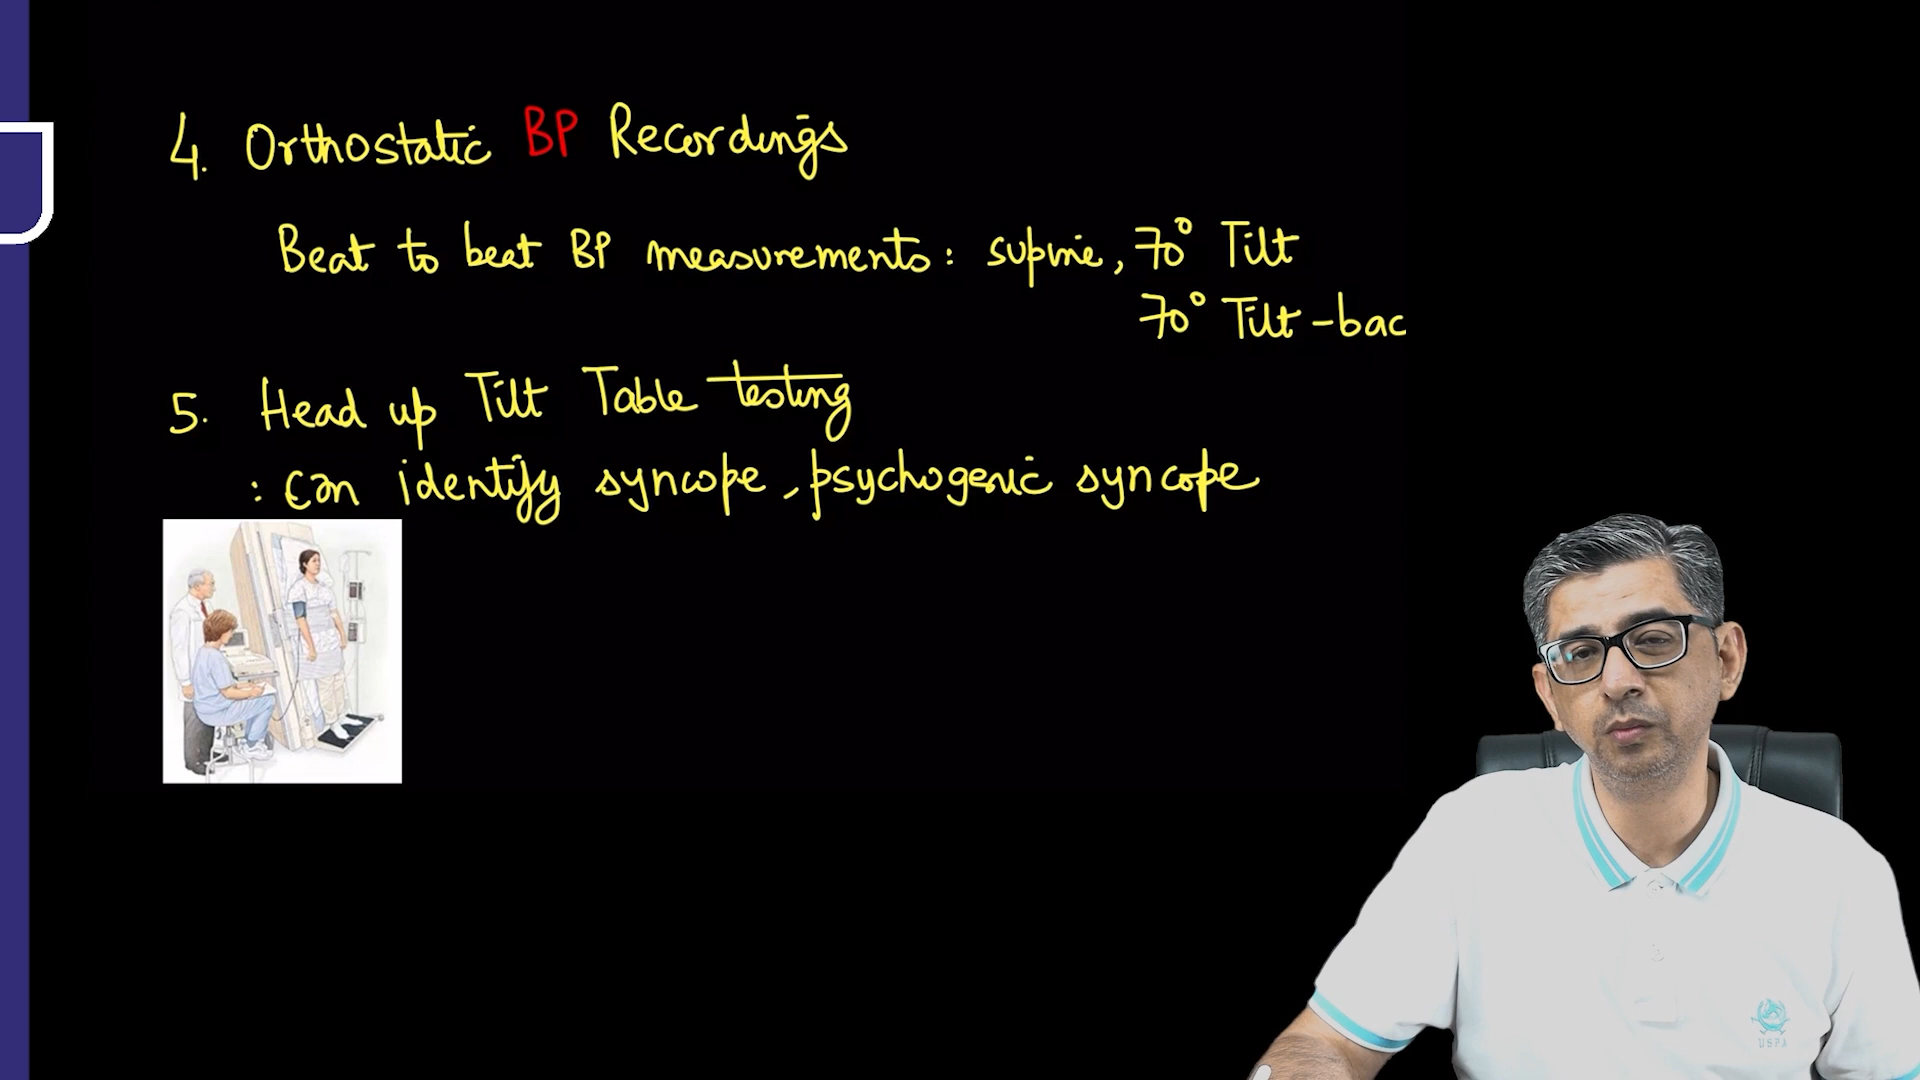 4. Orthostatic BP Recordings
Beat to beat BP measurements: supine, 70° Tilt
70° Tilt-bac
5. Head up Tilt Table testing
: can identify syncope, psychogenic syncope
USPA